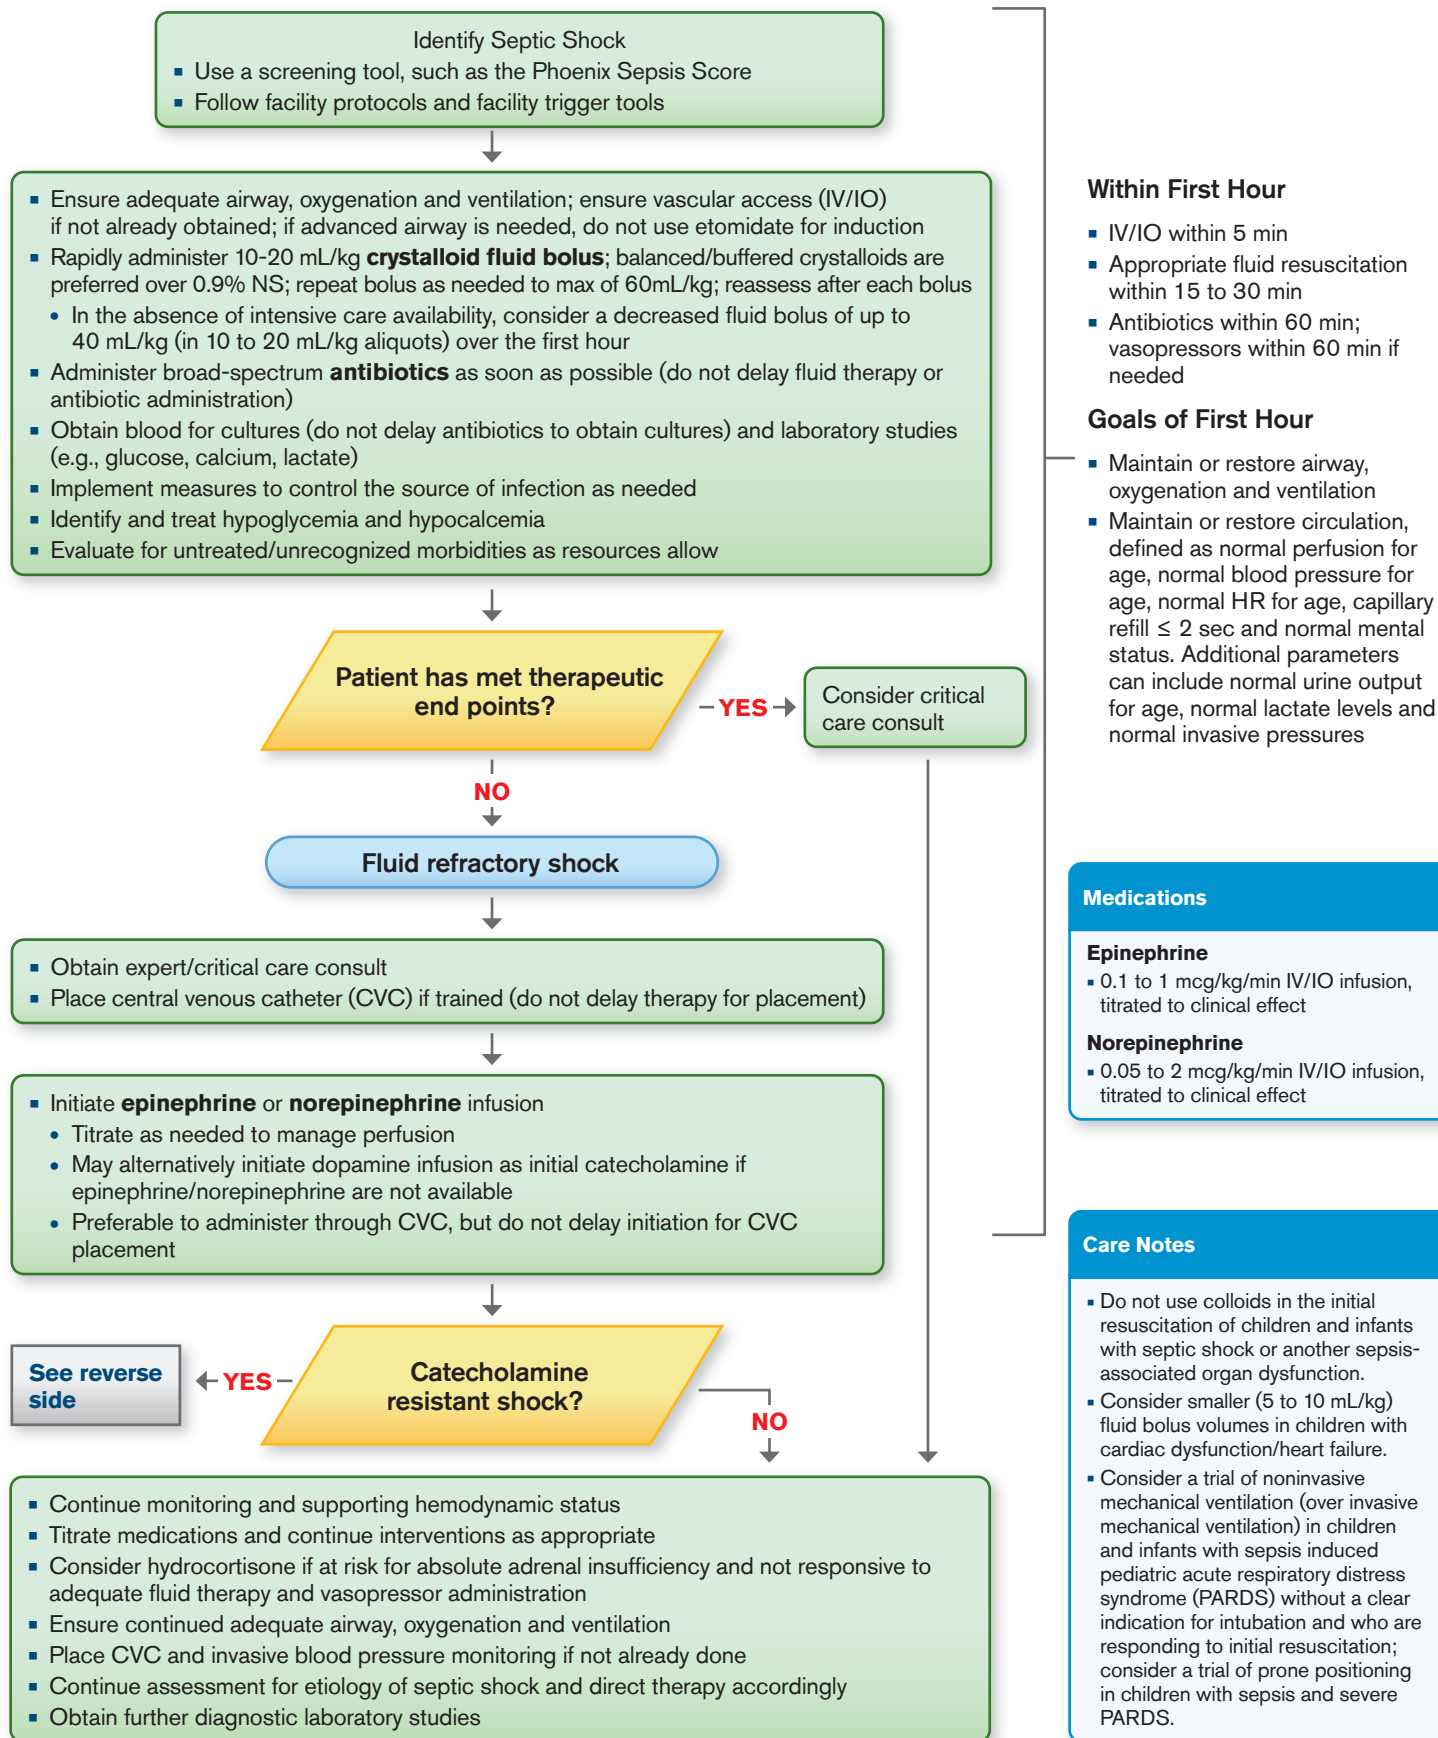 Identify Septic Shock
▪ Use a screening tool, such as the Phoenix Sepsis Score
▪ Follow facility protocols and facility trigger tools
▪ Ensure adequate airway, oxygenation and ventilation; ensure vascular access (IV/IO)
if not already obtained; if advanced airway is needed, do not use etomidate for induction
▪ Rapidly administer 10-20 mL/kg crystalloid fluid bolus; balanced/buffered crystalloids are
preferred over 0.9% NS; repeat bolus as needed to max of 60mL/kg; reassess after each bolus
• In the absence of intensive care availability, consider a decreased fluid bolus of up to
40 mL/kg (in 10 to 20 mL/kg aliquots) over the first hour
▪ Administer broad-spectrum antibiotics as soon as possible (do not delay fluid therapy or
antibiotic administration)
▪ Obtain blood for cultures (do not delay antibiotics to obtain cultures) and laboratory studies
(e.g., glucose, calcium, lactate)
▪ Implement measures to control the source of infection as needed
▪ Identify and treat hypoglycemia and hypocalcemia
▪ Evaluate for untreated/unrecognized morbidities as resources allow
Patient has met therapeutic
end points?
YES
Consider critical
care consult
NO
Fluid refractory shock
▪ Obtain expert/critical care consult
▪ Place central venous catheter (CVC) if trained (do not delay therapy for placement)
▪ Initiate epinephrine or norepinephrine infusion
• Titrate as needed to manage perfusion
• May alternatively initiate dopamine infusion as initial catecholamine if
epinephrine/norepinephrine are not available
• Preferable to administer through CVC, but do not delay initiation for CVC
placement
Catecholamine
resistant shock?
YES
See reverse
side
NO
▪ Continue monitoring and supporting hemodynamic status
▪ Titrate medications and continue interventions as appropriate
▪ Consider hydrocortisone if at risk for absolute adrenal insufficiency and not responsive to
adequate fluid therapy and vasopressor administration
▪ Ensure continued adequate airway, oxygenation and ventilation
▪ Place CVC and invasive blood pressure monitoring if not already done
▪ Continue assessment for etiology of septic shock and direct therapy accordingly
▪ Obtain further diagnostic laboratory studies
Within First Hour
▪ IV/IO within 5 min
▪ Appropriate fluid resuscitation
within 15 to 30 min
▪ Antibiotics within 60 min;
vasopressors within 60 min if
needed
Goals of First Hour
▪ Maintain or restore airway,
oxygenation and ventilation
▪ Maintain or restore circulation,
defined as normal perfusion for
age, normal blood pressure for
age, normal HR for age, capillary
refill ≤ 2 sec and normal mental
status. Additional parameters
can include normal urine output
for age, normal lactate levels and
normal invasive pressures
Medications
Epinephrine
▪ 0.1 to 1 mcg/kg/min IV/IO infusion,
titrated to clinical effect
Norepinephrine
▪ 0.05 to 2 mcg/kg/min IV/IO infusion,
titrated to clinical effect
Care Notes
▪ Do not use colloids in the initial
resuscitation of children and infants
with septic shock or another sepsis-
associated organ dysfunction.
▪ Consider smaller (5 to 10 mL/kg)
fluid bolus volumes in children with
cardiac dysfunction/heart failure.
▪ Consider a trial of noninvasive
mechanical ventilation (over invasive
mechanical ventilation) in children
and infants with sepsis induced
pediatric acute respiratory distress
syndrome (PARDS) without a clear
indication for intubation and who are
responding to initial resuscitation;
consider a trial of prone positioning
in children with sepsis and severe
PARDS.